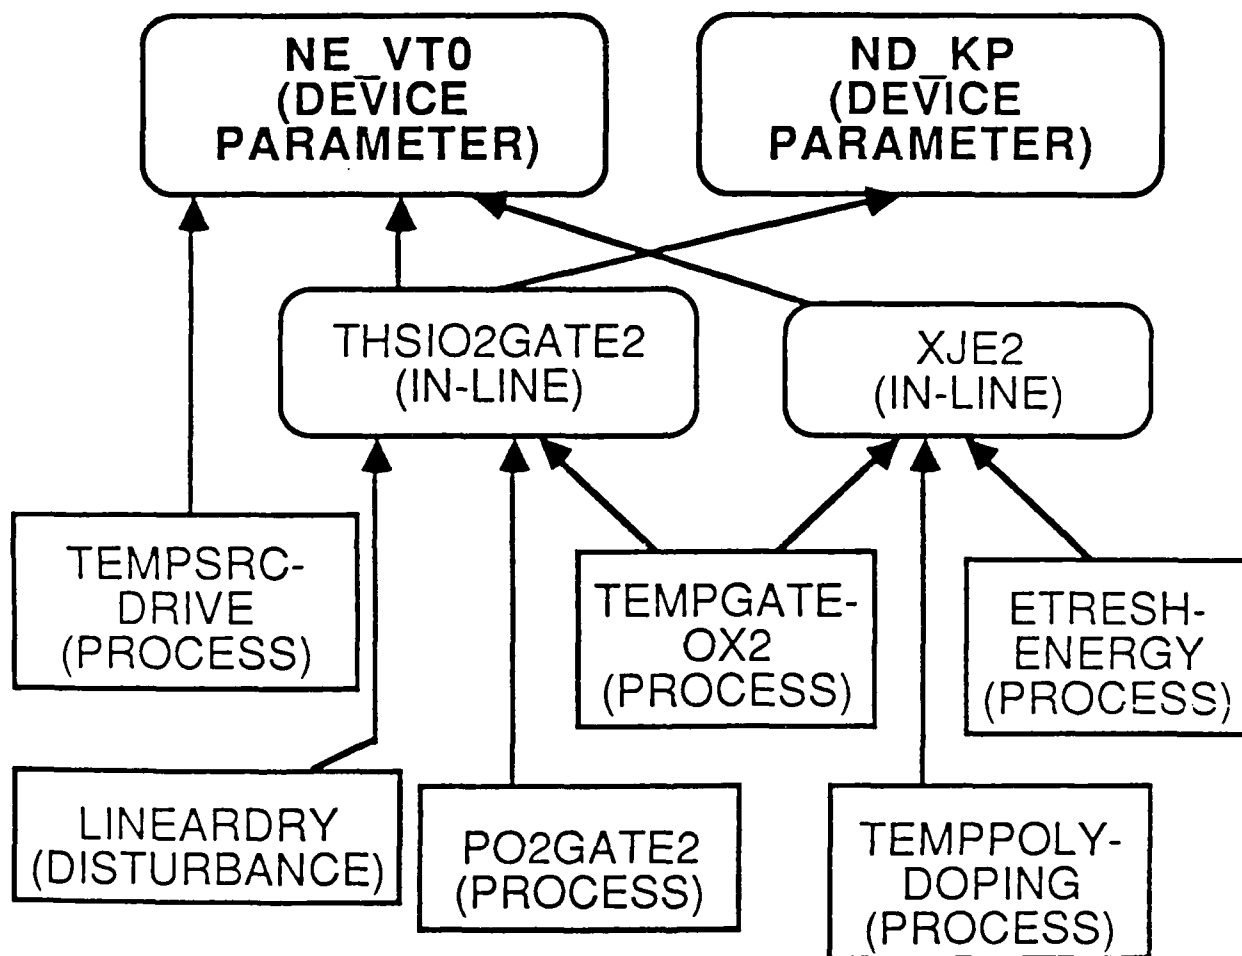 NE_VT0
(DEVICE
PARAMETER)
ND_KP
(DEVICE
PARAMETER)
THSIO2GATE2
(IN-LINE)
XJE2
(IN-LINE)
TEMPSRC-
DRIVE
(PROCESS)
TEMPGATE-
OX2
(PROCESS)
ETRESH-
ENERGY
(PROCESS)
LINEARDRY
(DISTURBANCE)
PO2GATE2
(PROCESS)
TEMPPOLY-
DOPING
(PROCESS)